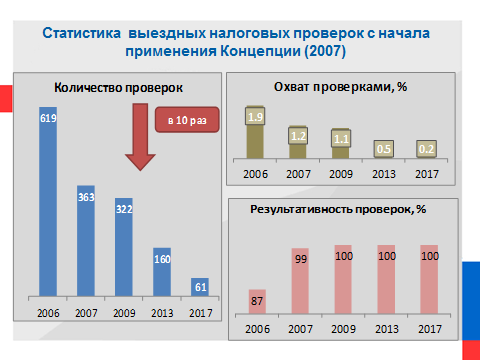 Статистика выездных налоговых проверок с начала
применения Концепции (2007)
Количество проверок
619
363
322
160
61
в 10 раз
2006 2007 2009 2013 2017
Охват проверками, %
1.9
1.2
1.1
0.5
0.2
2006 2007 2009 2013 2017
Результативность проверок, %
87
99
100
100
100
2006 2007 2009 2013 2017